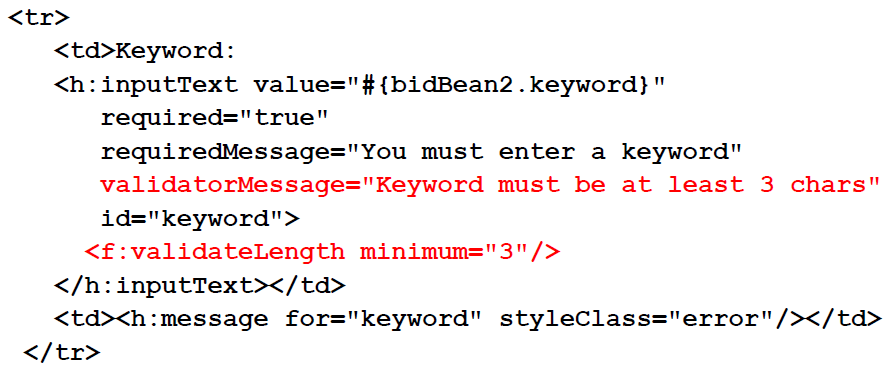 <tr>
<td>Keyword:
<h:inputText value="#{bidBean2.keyword}"
required="true"
requiredMessage="You must enter a keyword"
validatorMessage="Keyword must be at least 3 chars"
id="keyword">
<f:validateLength minimum="3"/>
</h:inputText></td>
<td><h:message for="keyword" styleClass="error"/></td>
</tr>